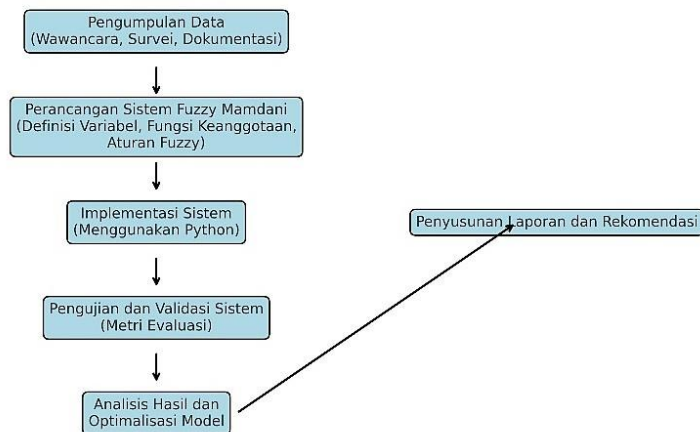 Pengumpulan Data
(Wawancara, Survei, Dokumentasi)
Perancangan Sistem Fuzzy Mamdani
(Definisi Variabel, Fungsi Keanggotaan,
Aturan Fuzzy)
Implementasi Sistem
(Menggunakan Python)
Pengujian dan Validasi Sistem
(Metri Evaluasi)
Analisis Hasil dan
Optimalisasi Model
Penyusunan Laporan dan Rekomendasi